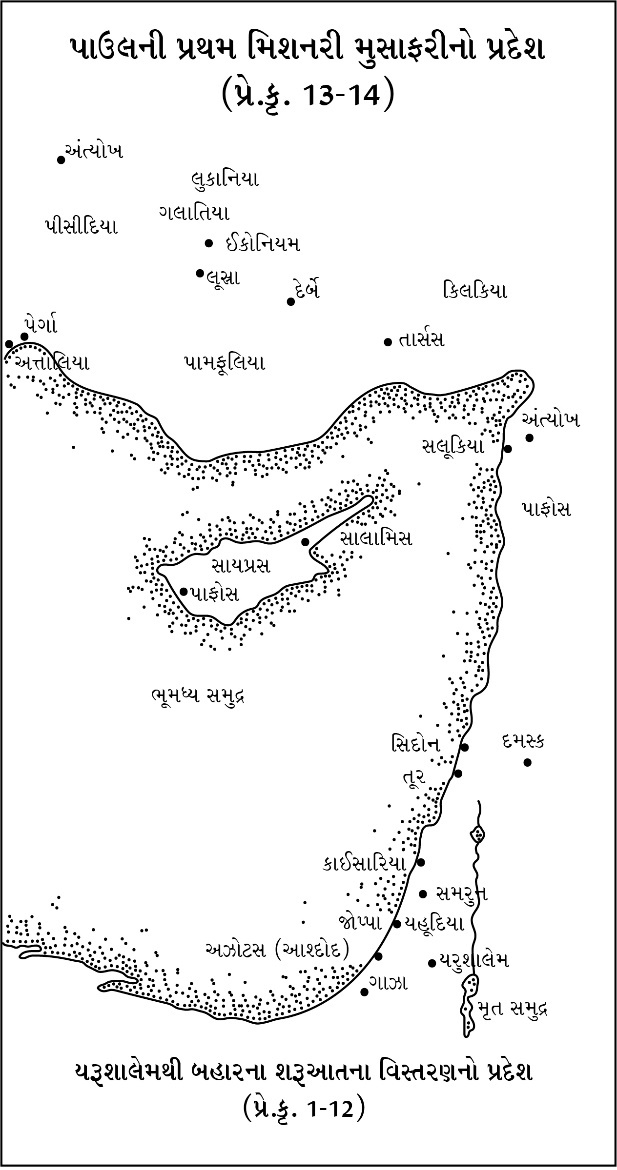 પાઉલની પ્રથમ મિશનરી મુસાફરીનો પ્રદેશ
(પ્રે.કૃ. 13-14)
અંત્યોખ
લુકાનિયા
ગલાતિયા
પીસીદિયા
ઈકોનિયમ
લૂસ્રા
દેર્બે
કિલકિયા
પેર્ગા
તાર્સસ
અત્તાલિયા
પામફૂલિયા
અંત્યોખ
સલૂકિયા
પાફોસ
સાલામિસ
સાયપ્રસ
પાફોસ
ભૂમધ્ય સમુદ્ર
સિદોન
દમસ્ક
તૂર
કાઈસારિયા
સમરુન
જોપ્પા
યહૂદિયા
અઝોટસ (આશ્દોદ)
યરુશાલેમ
ગાઝા
મૃત સમુદ્ર
યરૂશાલેમથી બહારના શરૂઆતના વિસ્તરણનો પ્રદેશ
(પ્રે.કૃ. 1-12)